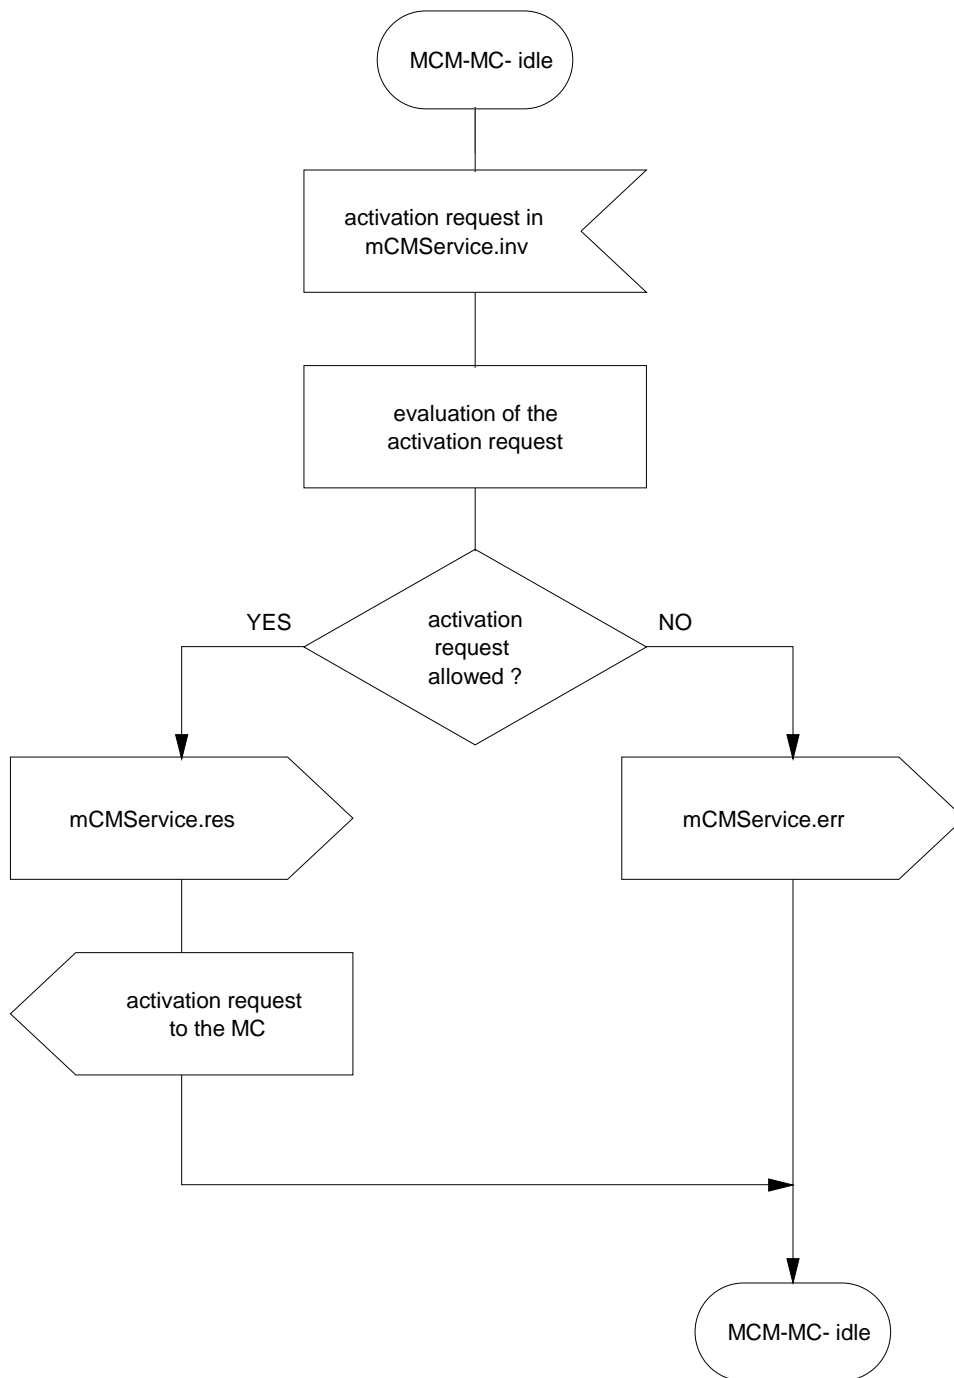 MCM-MC- idle
activation request in
mCMService.inv
evaluation of the
activation request
YES
activation
request
allowed ?
NO
mCMService.res
mCMService.err
activation request
to the MC
MCM-MC- idle